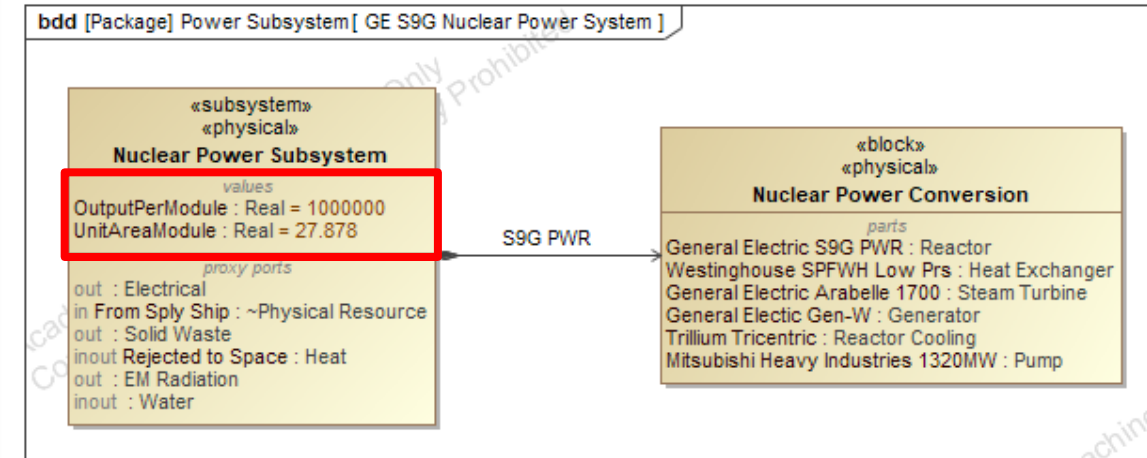 bdd [Package] Power Subsystem[ GE S9G Nuclear Power System ]
Only
Prohibited
«subsystem»
«physical»
Nuclear Power Subsystem
values
OutputPerModule : Real = 1000000
UnitAreaModule : Real = 27.878
proxy ports
out : Electrical
in From Sply Ship : ~Physical Resource
out : Solid Waste
inout Rejected to Space : Heat
out : EM Radiation
inout : Water
S9G PWR
«block»
«physical»
Nuclear Power Conversion
parts
General Electric S9G PWR : Reactor
Westinghouse SPFWH Low Prs : Heat Exchanger
General Electric Arabelle 1700 : Steam Turbine
General Electic Gen-W : Generator
Trillium Tricentric : Reactor Cooling
Mitsubishi Heavy Industries 1320MW : Pump